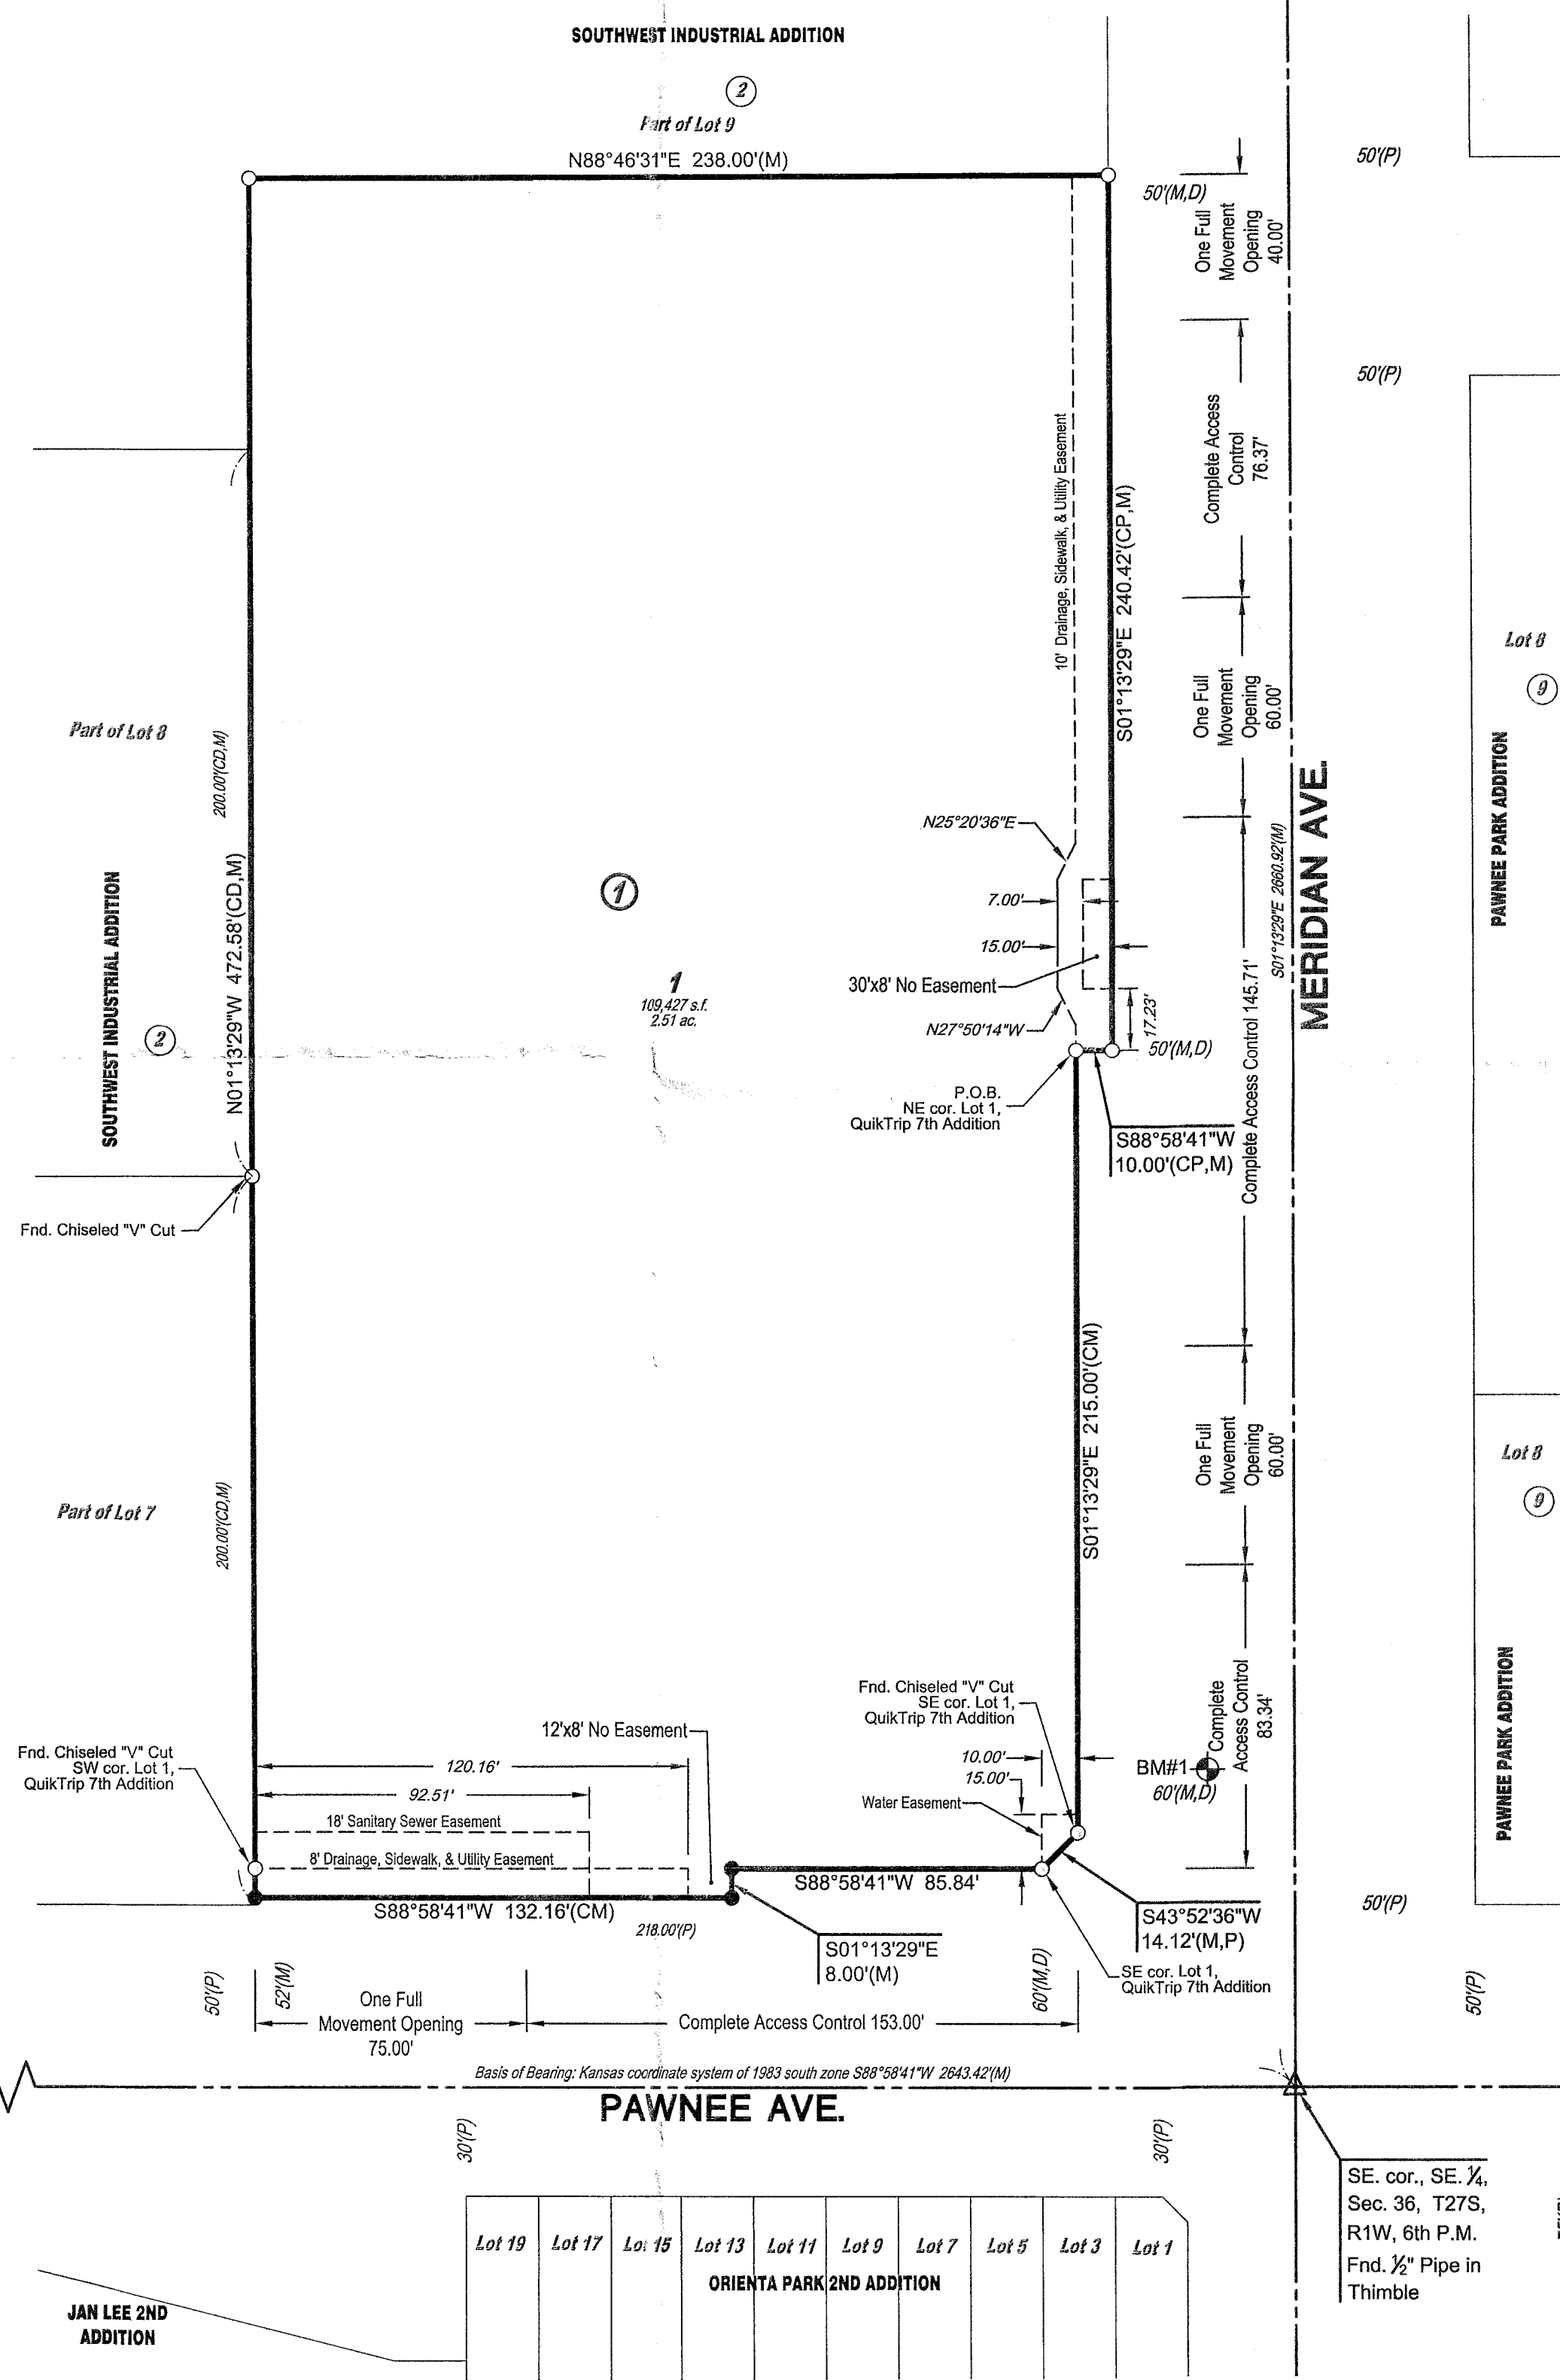 SOUTHWEST INDUSTRIAL ADDITION
2
Part of Lot 9
N88°46'31"E 238.00'(M)
50'(P)
50'(M,D)
One Full
Movement
Opening
40.00'
50'(P)
Complete Access
Control
76.37'
10' Drainage, Sidewalk, & Utility Easement
S01°13'29"E 240.42'(CP,M)
One Full
Movement
Opening
60.00'
Lot 8
9
PAWNEE PARK ADDITION
Part of Lot 8
200.00'(CD,M)
N01°13'29"W 472.58'(CD,M)
SOUTHWEST INDUSTRIAL ADDITION
2
1
1
109,427 s.f.
2.51 ac.
N25°20'36"E
7.00'
15.00'
30'x8' No Easement
N27°50'14"W
17.23'
50'(M,D)
P.O.B.
NE cor. Lot 1,
QuikTrip 7th Addition
S88°58'41"W
10.00'(CP,M)
Complete Access Control 145.71'
S01°13'29"E 2660.92'(M)
MERIDIAN AVE.
Fnd. Chiseled "V" Cut
S01°13'29"E 215.00'(CM)
One Full
Movement
Opening
60.00'
Lot 8
9
PAWNEE PARK ADDITION
Part of Lot 7
200.00'(CD,M)
Fnd. Chiseled "V" Cut
SE cor. Lot 1,
QuikTrip 7th Addition
Complete
Access Control
83.34'
BM#1
60'(M,D)
12'x8' No Easement
10.00'
15.00'
Water Easement
Fnd. Chiseled "V" Cut
SW cor. Lot 1,
QuikTrip 7th Addition
120.16'
92.51'
18' Sanitary Sewer Easement
8' Drainage, Sidewalk, & Utility Easement
S88°58'41"W 85.84'
S88°58'41"W 132.16'(CM)
218.00'(P)
S01°13'29"E
8.00'(M)
S43°52'36"W
14.12'(M,P)
SE cor. Lot 1,
QuikTrip 7th Addition
50'(P)
50'(P)
52'(M)
60'(M,D)
50'(P)
One Full
Movement Opening
75.00'
Complete Access Control 153.00'
Basis of Bearing: Kansas coordinate system of 1983 south zone S88°58'41"W 2643.42'(M)
PAWNEE AVE.
30'(P)
30'(P)
SE. cor., SE. ¼,
Sec. 36, T27S,
R1W, 6th P.M.
Fnd. ½" Pipe in
Thimble
Lot 19
Lot 17
Lot 15
Lot 13
Lot 11
Lot 9
Lot 7
Lot 5
Lot 3
Lot 1
ORIENTA PARK 2ND ADDITION
JAN LEE 2ND
ADDITION